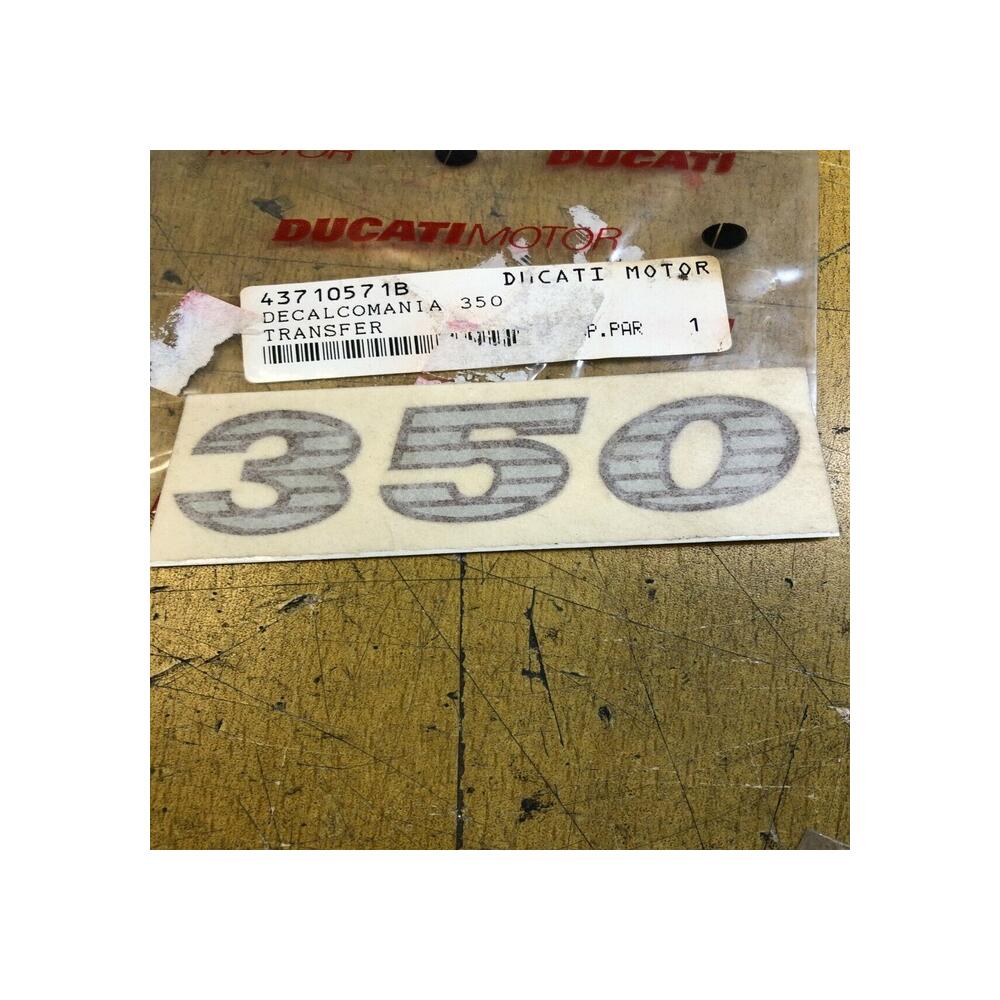 MOTOR DUCATI
DUCATIMOTOR
43710571B DUCATI MOTOR
DECALCOMANIA 350
TRANSFER P.PAR 1
350